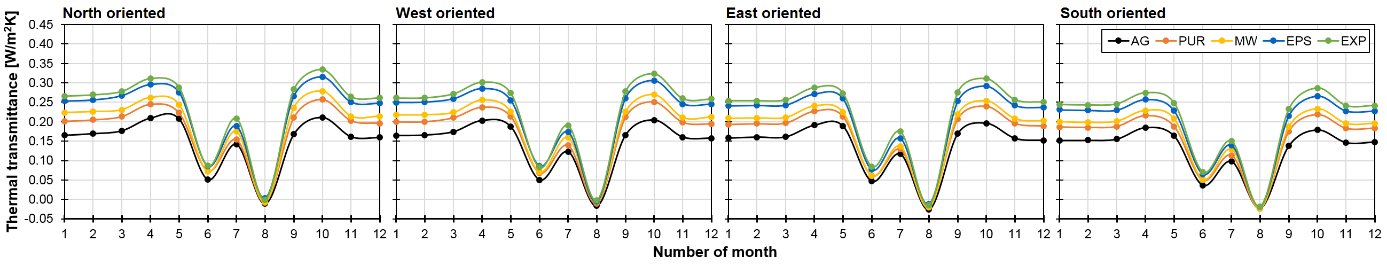 North oriented
West oriented
East oriented
South oriented
Thermal transmittance [W/m²K]
0.45
0.40
0.35
0.30
0.25
0.20
0.15
0.10
0.05
0.00
-0.05
AG PUR MW EPS EXP
1 2 3 4 5 6 7 8 9 10 11 12
1 2 3 4 5 6 7 8 9 10 11 12
1 2 3 4 5 6 7 8 9 10 11 12
1 2 3 4 5 6 7 8 9 10 11 12
Number of month